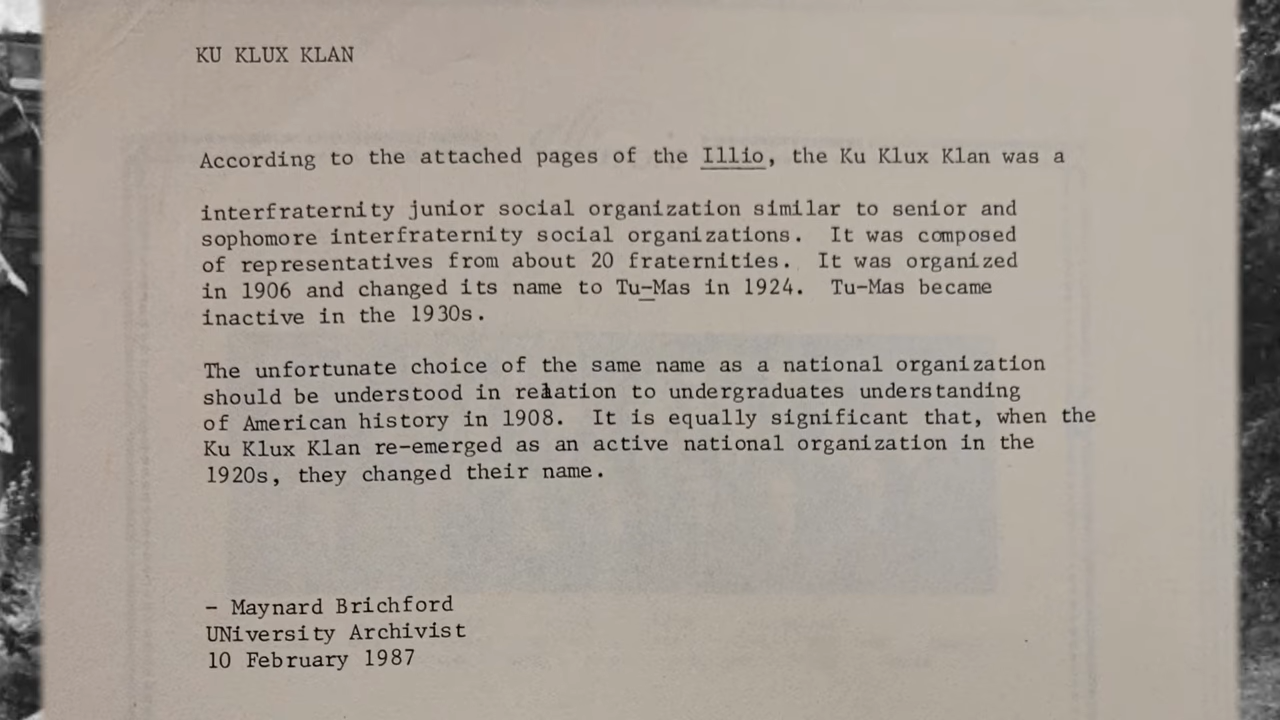 KU KLUX KLAN
According to the attached pages of the Illio, the Ku Klux Klan was a
interfraternity junior social organization similar to senior and
sophomore interfraternity social organizations. It was composed
of representatives from about 20 fraternities. It was organized
in 1906 and changed its name to Tu-Mas in 1924. Tu-Mas became
inactive in the 1930s.
The unfortunate choice of the same name as a national organization
should be understood in relation to undergraduates understanding
of American history in 1908. It is equally significant that, when the
Ku Klux Klan re-emerged as an active national organization in the
1920s, they changed their name.
- Maynard Brichford
UNiversity Archivist
10 February 1987